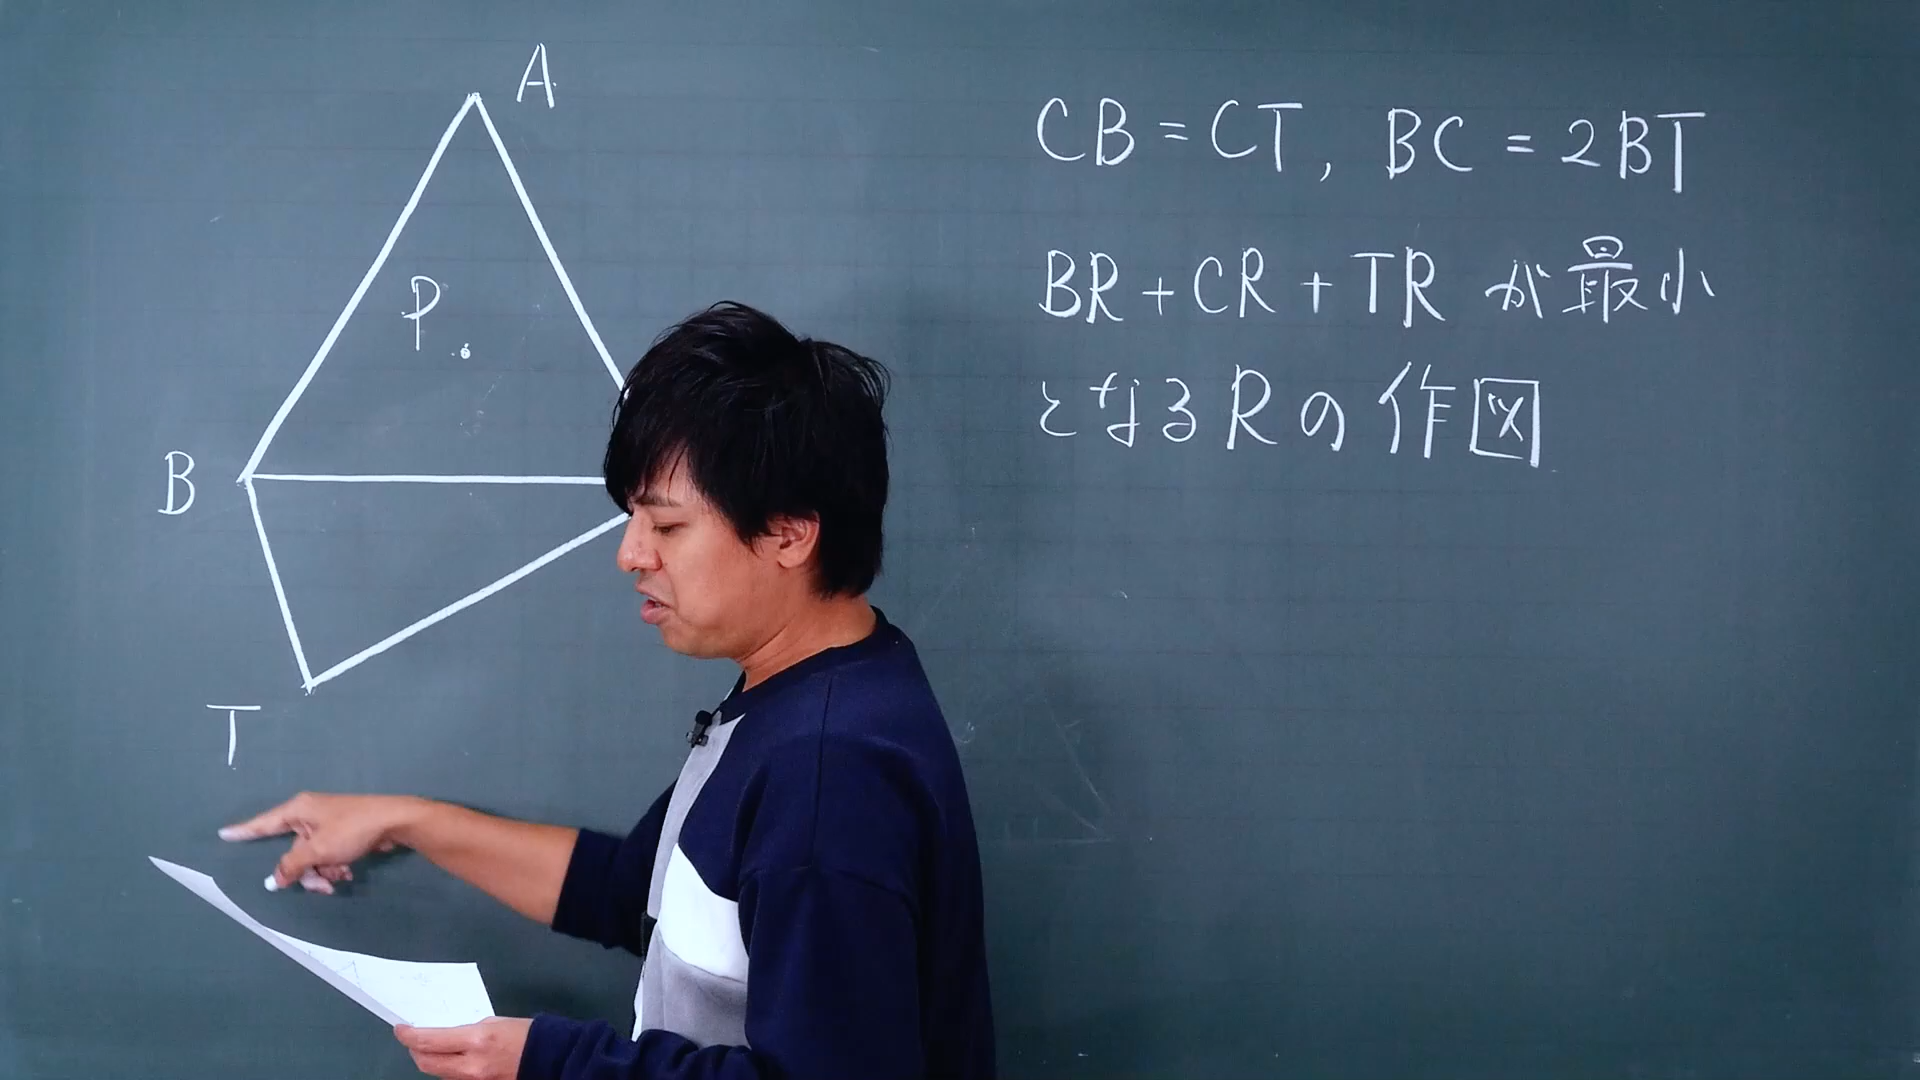 A
P
B
T
CB = CT, BC = 2BT
BR + CR + TR が最小
となるRの作図